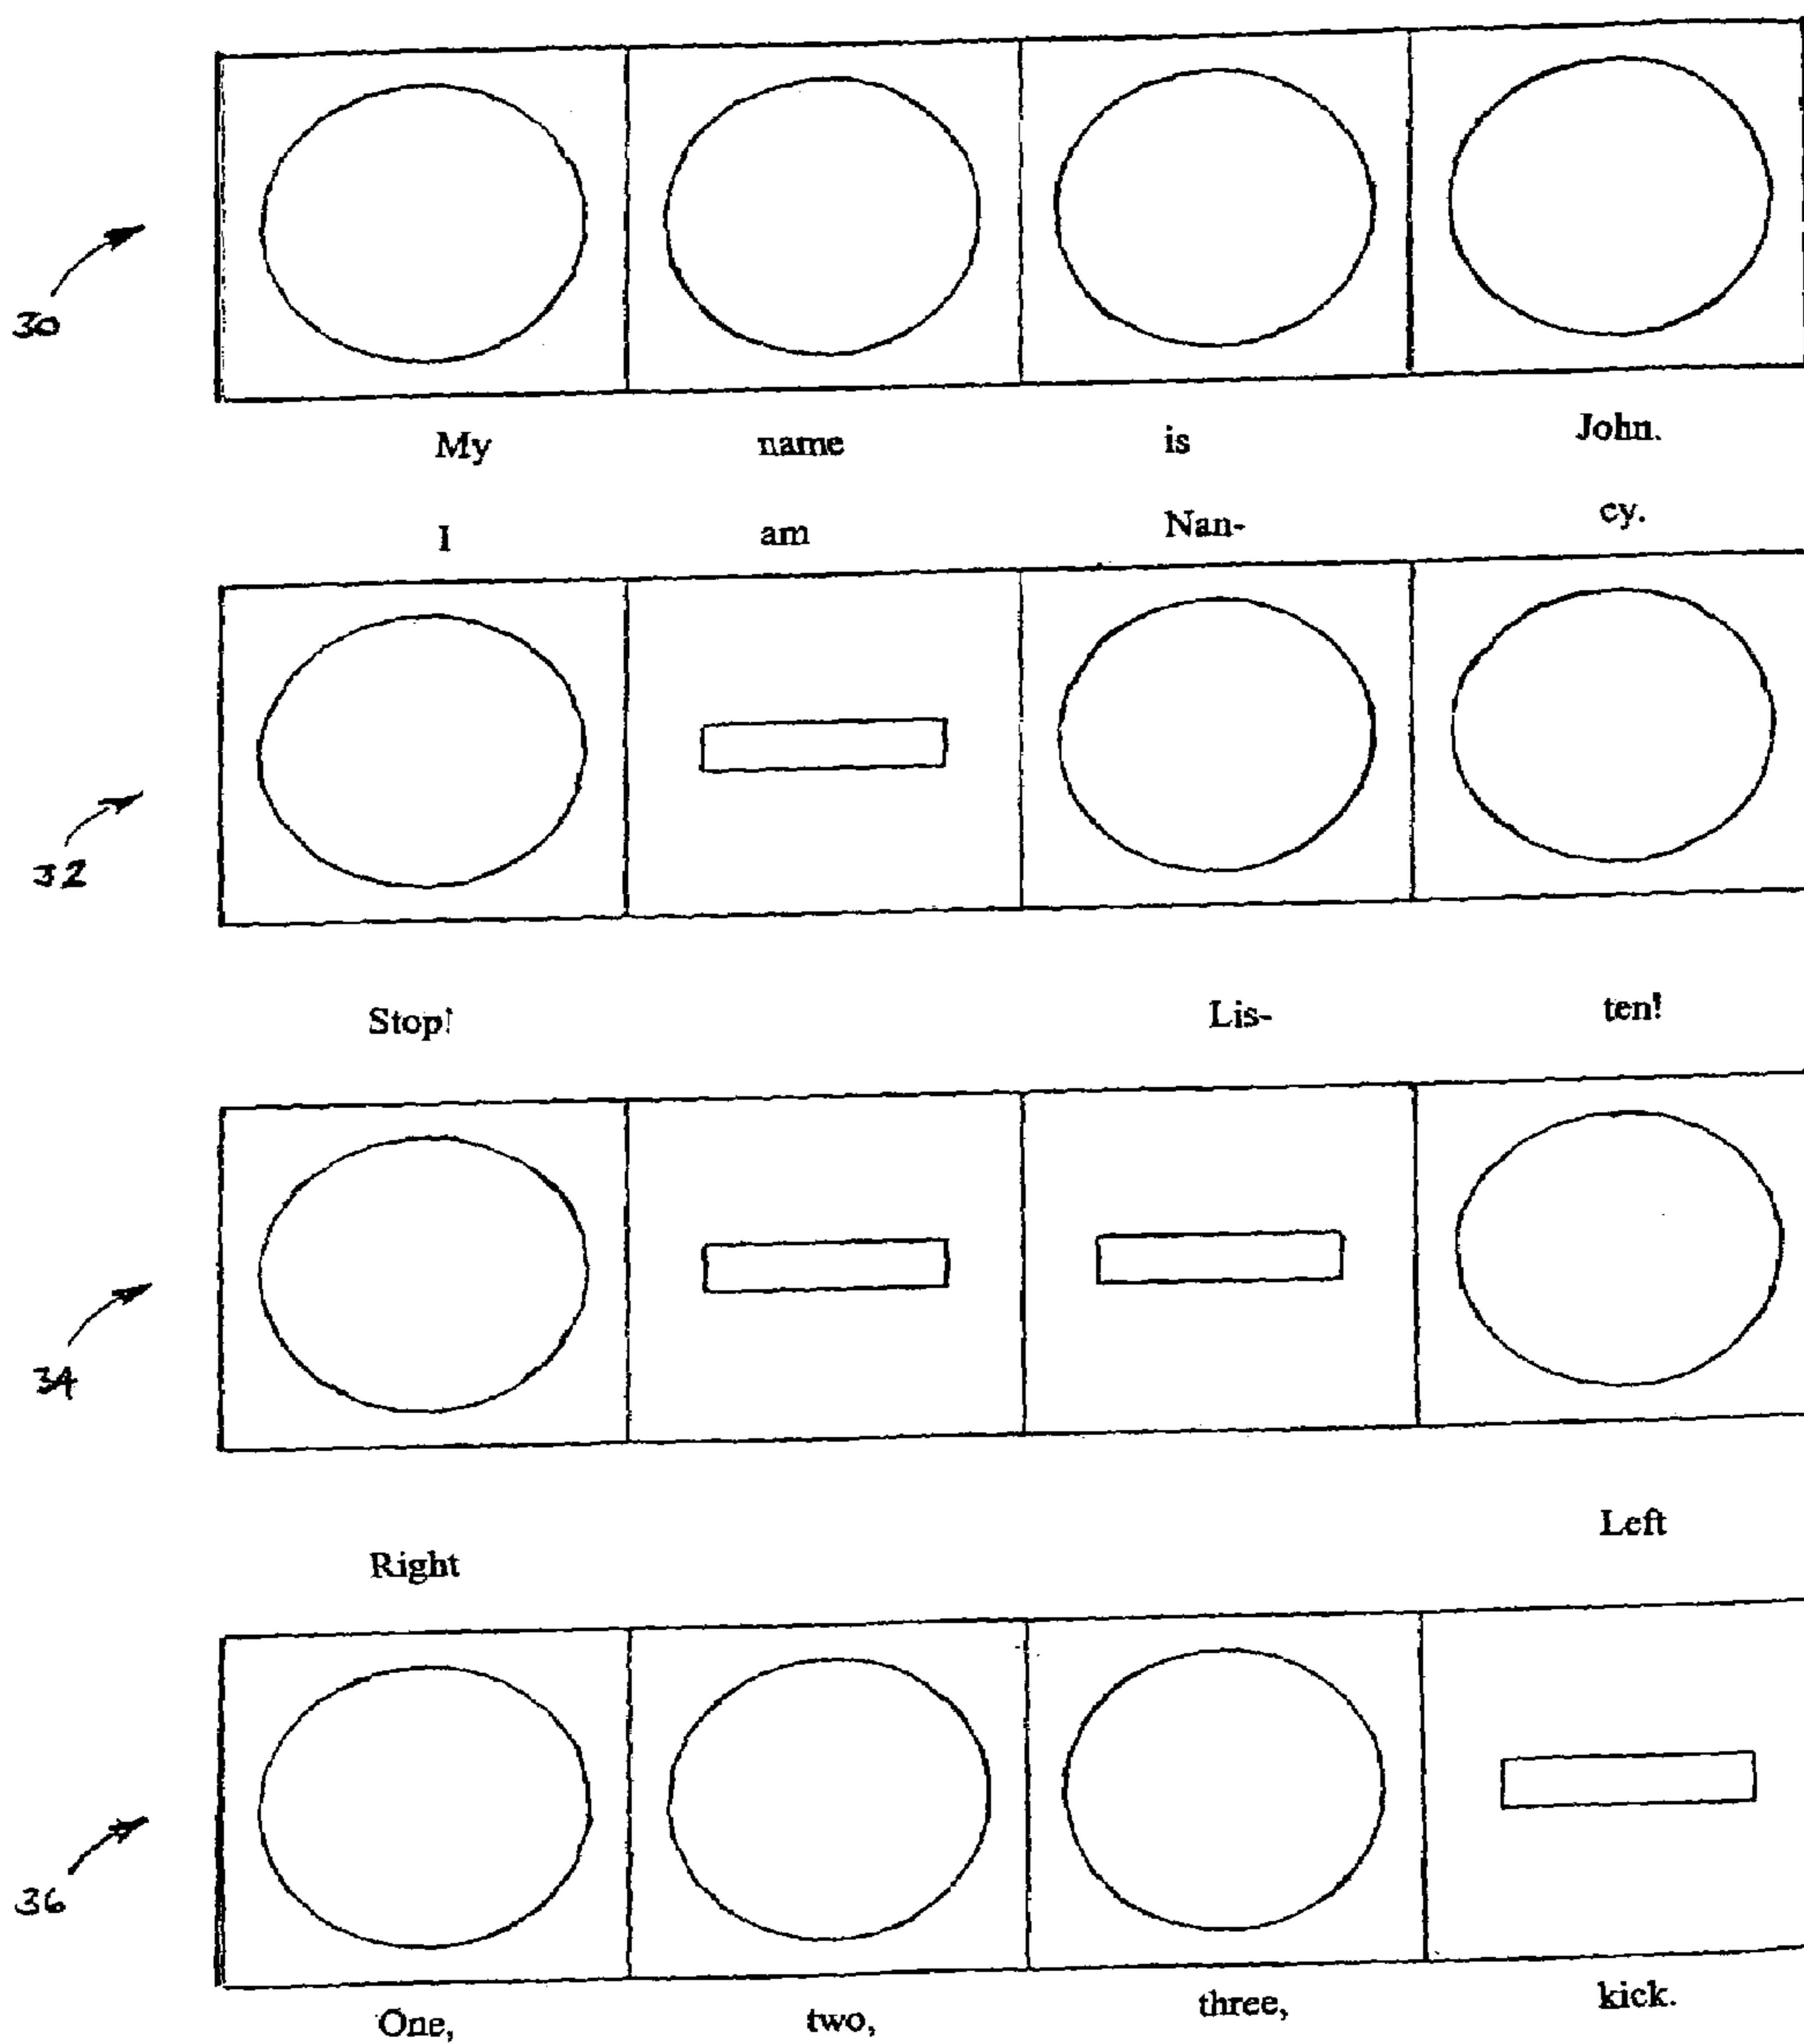 30
My name is John.
I am Nan- cy.
32
Stop! Lis- ten!
34
Right Left
36
One, two, three, kick.